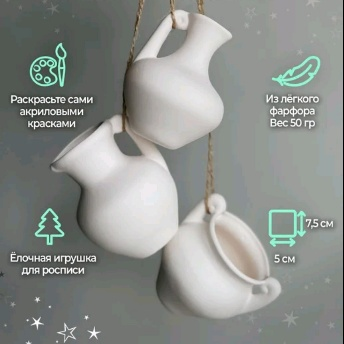 Раскрасьте сами
акриловыми
красками
Из лёгкого
фарфора
Вес 50 гр
7,5 см
5 см
Ёлочная игрушка
для росписи